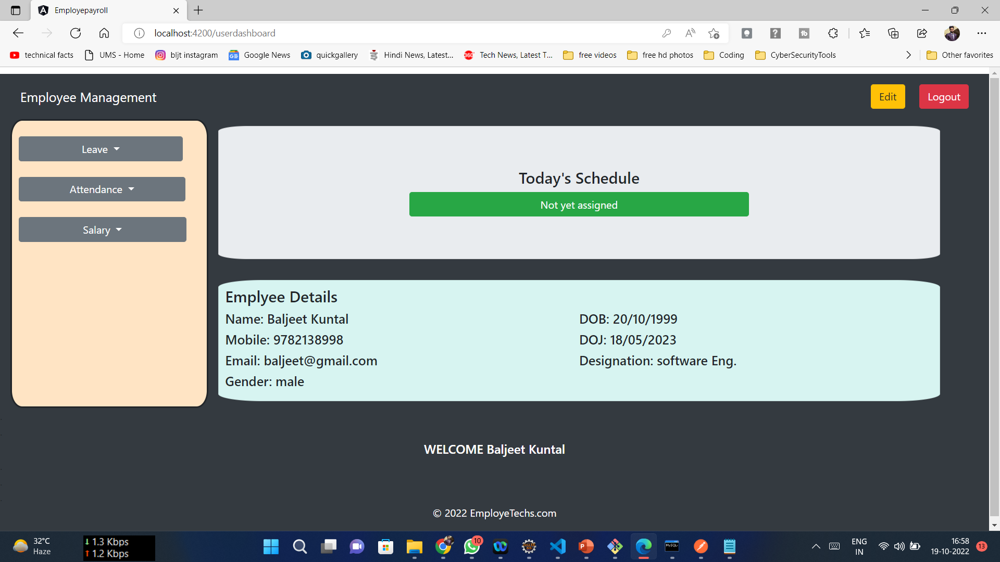 Employepayroll
localhost:4200/userdashboard
technical facts
UMS - Home
bljt instagram
Google News
quickgallery
Hindi News, Latest...
360
Tech News, Latest T...
free videos
free hd photos
Coding
CyberSecurityTools
Other favorites
Employee Management
Edit
Logout
Leave
Attendance
Salary
Today's Schedule
Not yet assigned
Emplyee Details
Name: Baljeet Kuntal
DOB: 20/10/1999
Mobile: 9782138998
DOJ: 18/05/2023
Email: baljeet@gmail.com
Designation: software Eng.
Gender: male
WELCOME Baljeet Kuntal
© 2022 EmployeTechs.com
32°C
Haze
1.3 Kbps
1.2 Kbps
10
MySQL
ENG
IN
16:58
19-10-2022
13